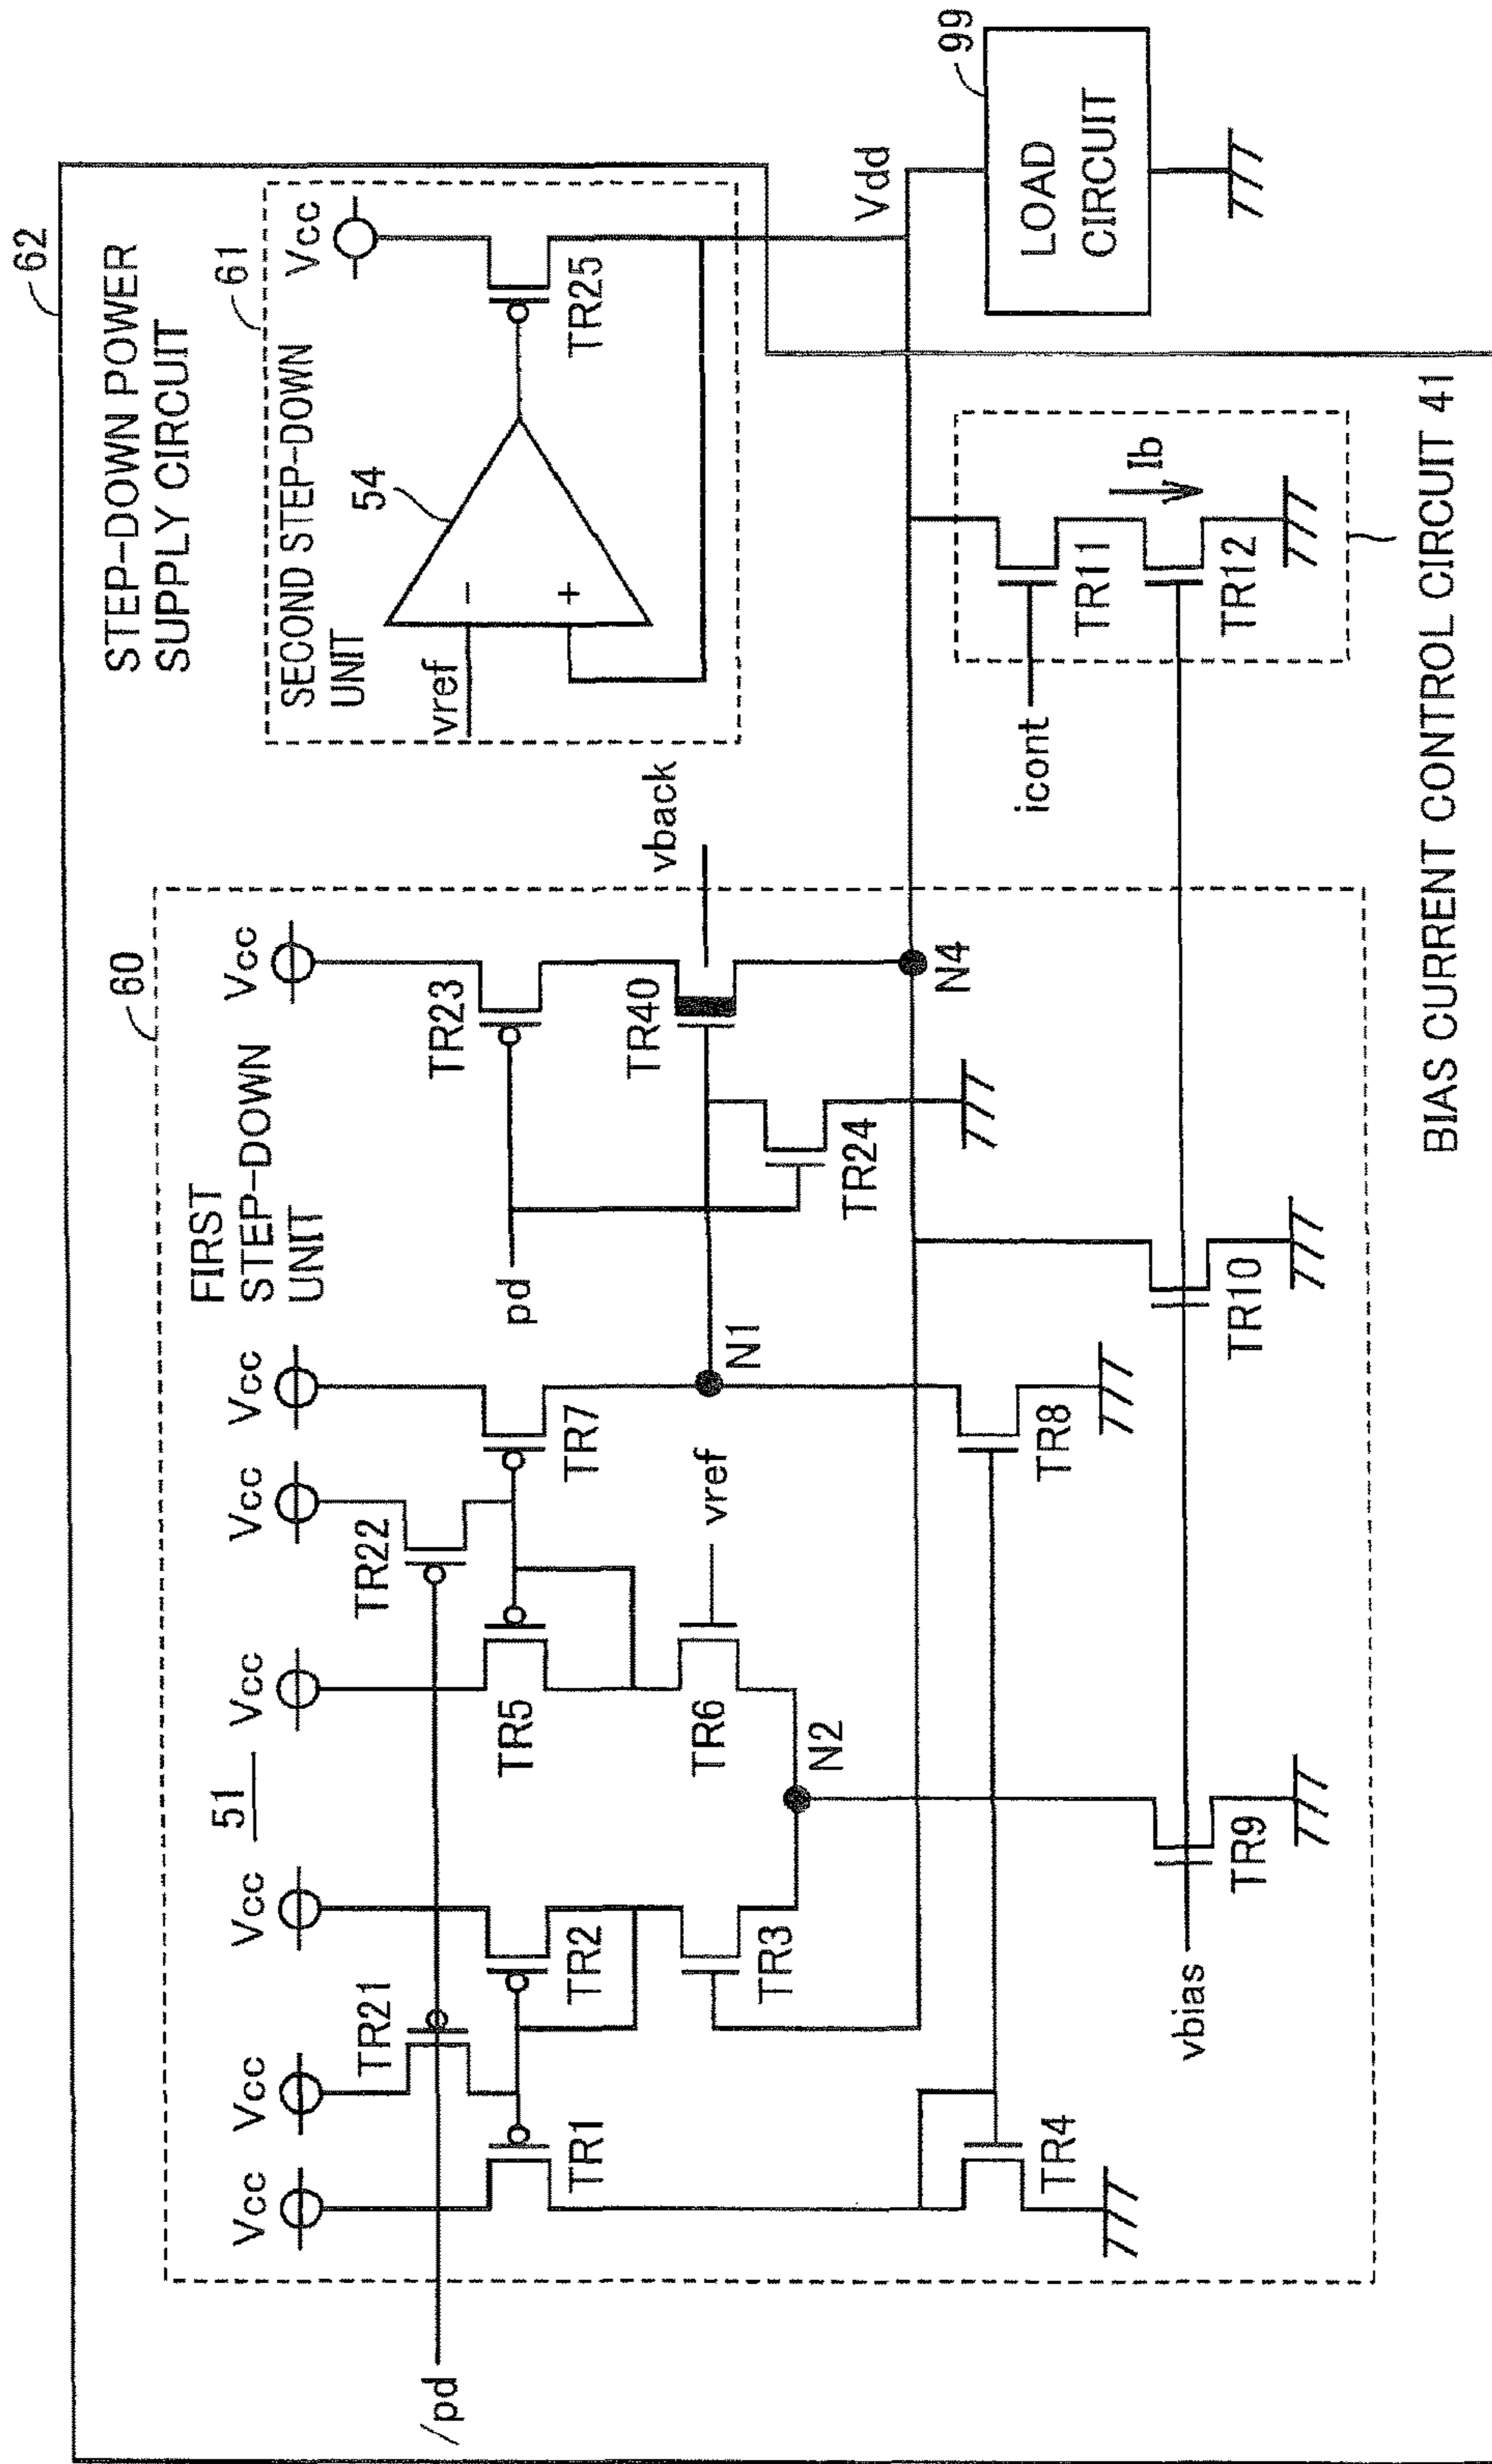 62
STEP-DOWN POWER
SUPPLY CIRCUIT
60
FIRST
STEP-DOWN
UNIT
61
SECOND STEP-DOWN
UNIT
Vcc
Vcc
Vcc
51
Vcc
Vcc
Vcc
Vcc
Vcc
/pd
TR21
TR22
TR1
TR2
TR5
TR7
pd
TR23
TR40
vback
TR24
vref
54
-
+
TR25
TR3
TR6
vref
N1
N2
N4
Vdd
99
LOAD
CIRCUIT
TR4
TR8
icont
TR11
Ib
TR12
vbias
TR9
TR10
BIAS CURRENT CONTROL CIRCUIT 41